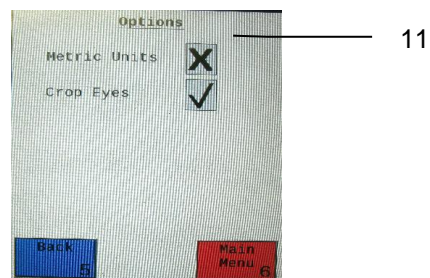 Options
11
Metric Units X
Crop Eyes ✓
Back
5
Main
Menu 6